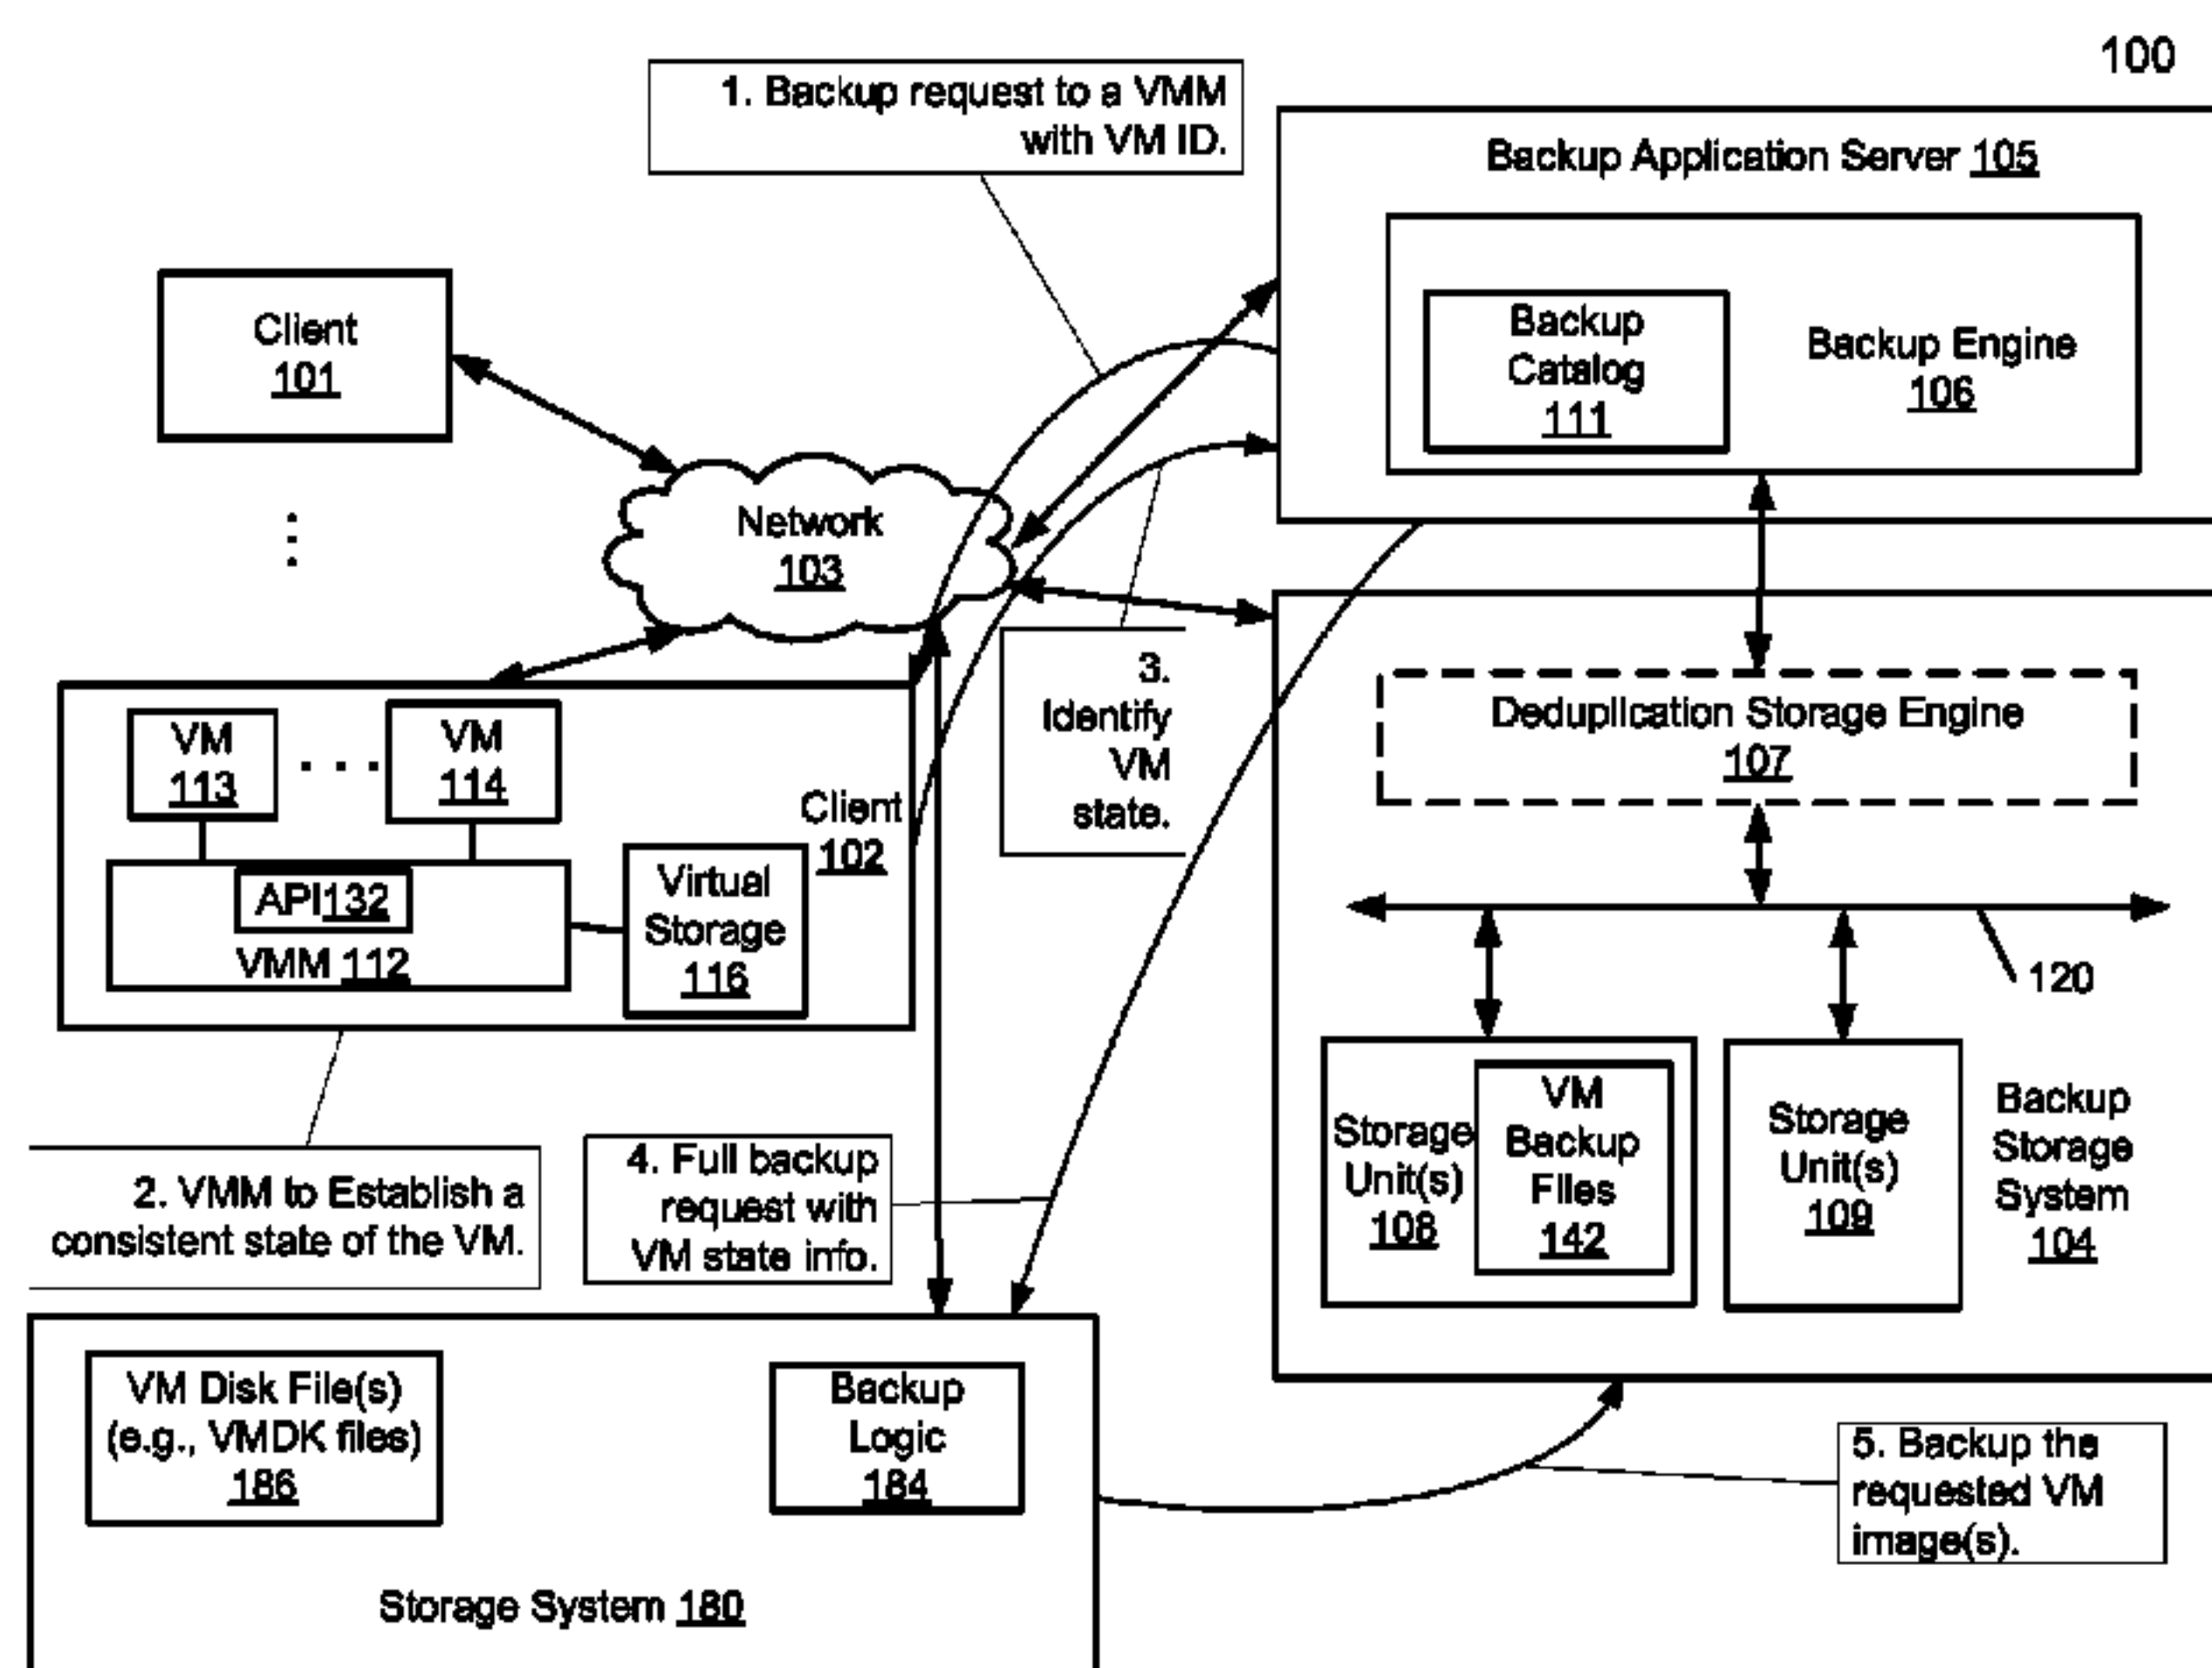 100
1. Backup request to a VMM
with VM ID.
Backup Application Server 105
Backup
Catalog
111
Backup Engine
106
Client
101
Network
103
3.
Identify
VM
state.
Deduplication Storage Engine
107
VM
113
VM
114
Client
102
API132
VMM 112
Virtual
Storage
116
120
Storage
Unit(s)
108
VM
Backup
Files
142
Storage
Unit(s)
109
Backup
Storage
System
104
2. VMM to Establish a
consistent state of the VM.
4. Full backup
request with
VM state info.
VM Disk File(s)
(e.g., VMDK files)
186
Backup
Logic
184
5. Backup the
requested VM
image(s).
Storage System 180